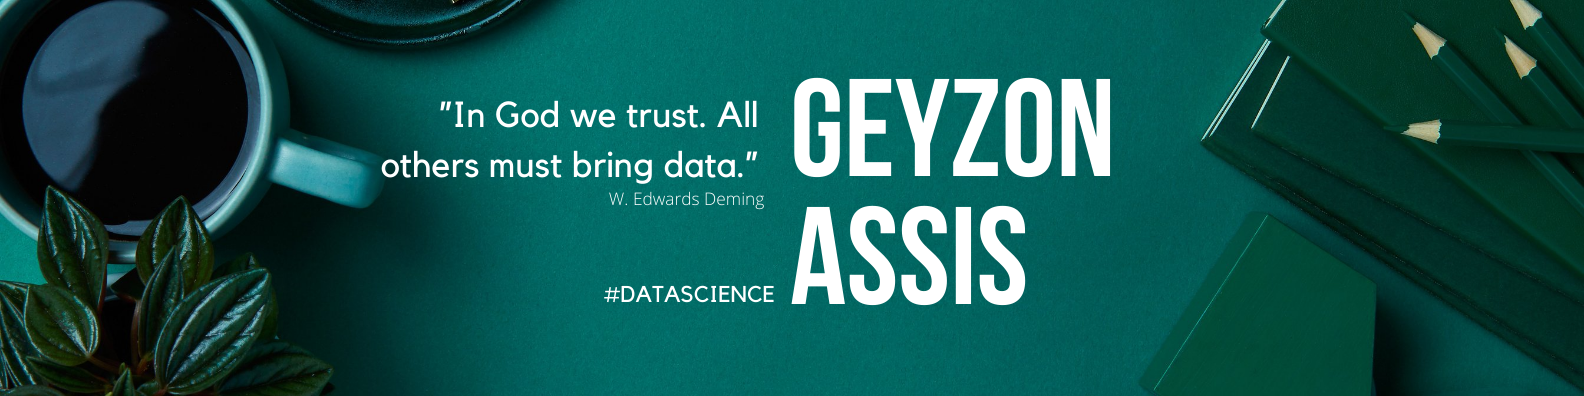 "In God we trust. All
others must bring data."
W. Edwards Deming
#DATASCIENCE
GEYZON
ASSIS